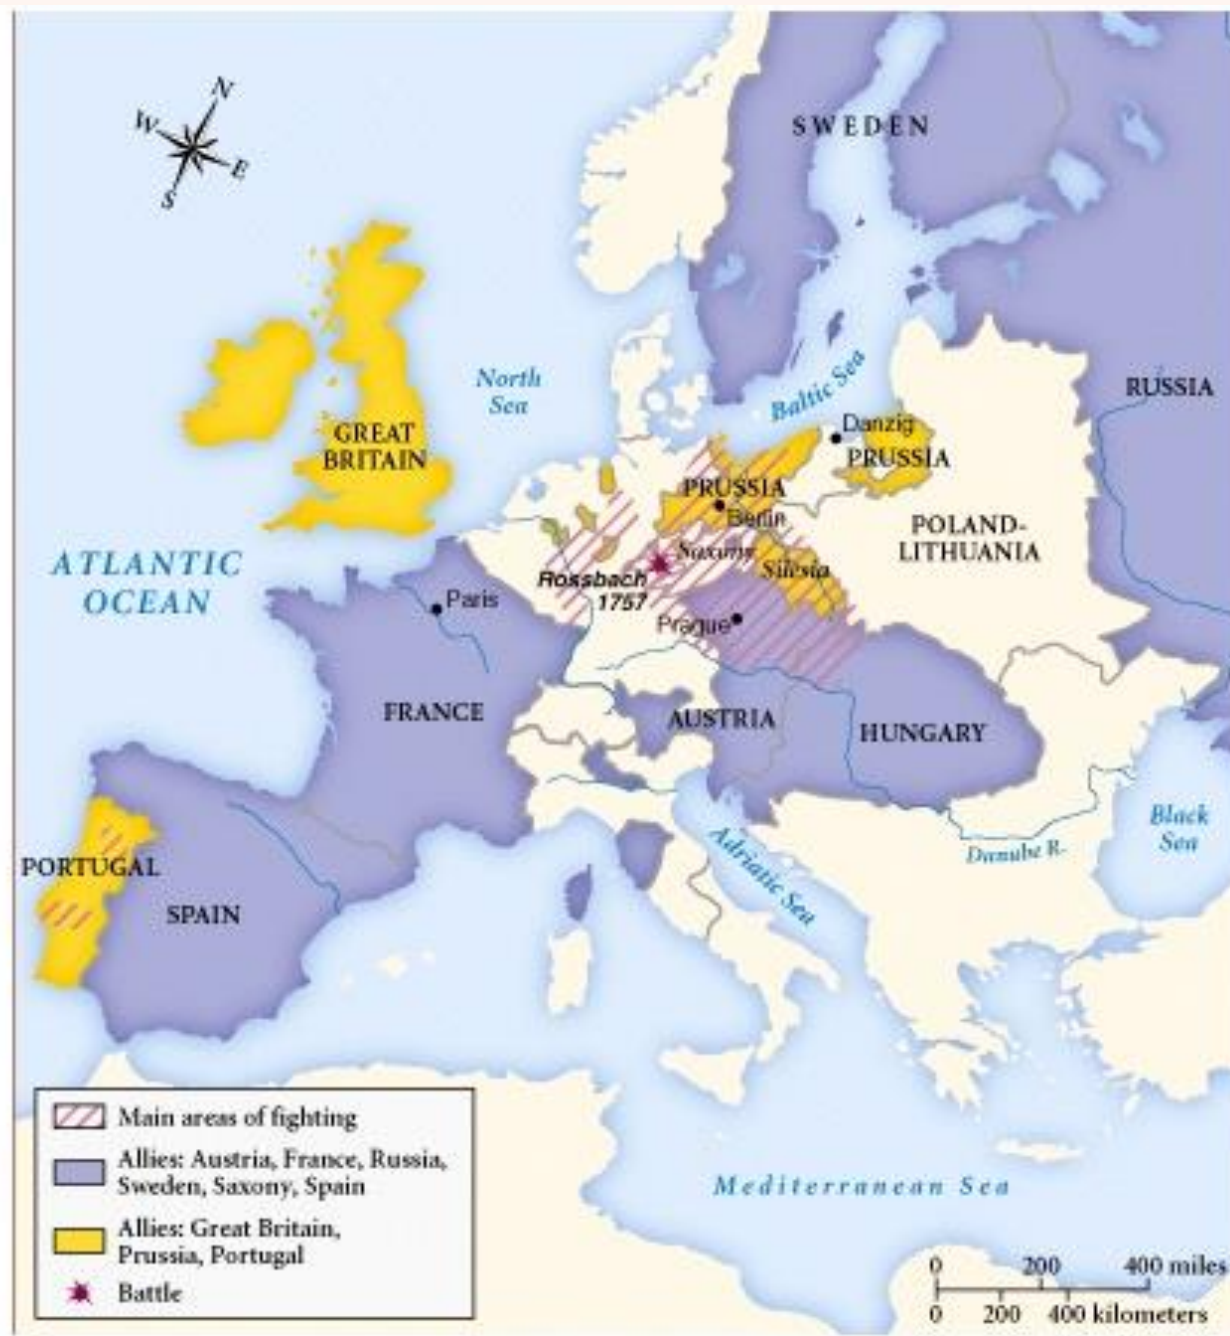 N
W
E
S
SWEDEN
North
Sea
Baltic Sea
RUSSIA
GREAT
BRITAIN
Danzig
PRUSSIA
PRUSSIA
Berlin
POLAND-
LITHUANIA
ATLANTIC
OCEAN
Saxony
Silesia
Rossbach
1757
Paris
Prague
FRANCE
AUSTRIA
HUNGARY
Black
Sea
Adriatic Sea
Danube R.
PORTUGAL
SPAIN
Mediterranean Sea
Main areas of fighting
Allies: Austria, France, Russia,
Sweden, Saxony, Spain
Allies: Great Britain,
Prussia, Portugal
Battle
0 200 400 miles
0 200 400 kilometers